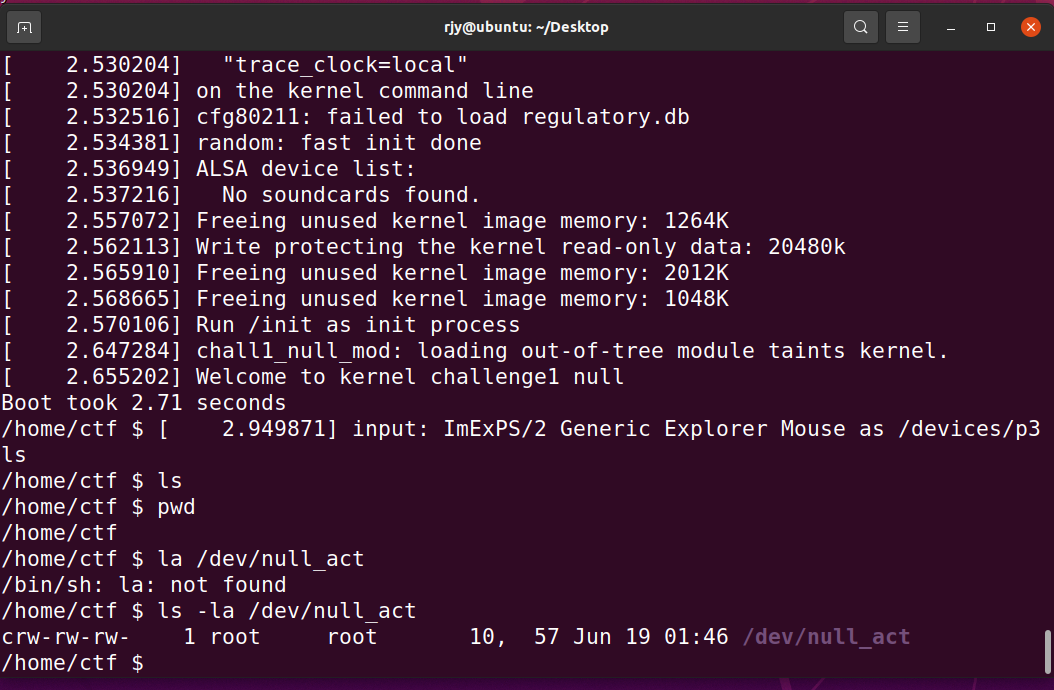 rjy@ubuntu: ~/Desktop
[    2.530204]   "trace_clock=local"
[    2.530204] on the kernel command line
[    2.532516] cfg80211: failed to load regulatory.db
[    2.534381] random: fast init done
[    2.536949] ALSA device list:
[    2.537216]   No soundcards found.
[    2.557072] Freeing unused kernel image memory: 1264K
[    2.562113] Write protecting the kernel read-only data: 20480k
[    2.565910] Freeing unused kernel image memory: 2012K
[    2.568665] Freeing unused kernel image memory: 1048K
[    2.570106] Run /init as init process
[    2.647284] chall1_null_mod: loading out-of-tree module taints kernel.
[    2.655202] Welcome to kernel challenge1 null
Boot took 2.71 seconds
/home/ctf $ [    2.949871] input: ImExPS/2 Generic Explorer Mouse as /devices/p3
ls
/home/ctf $ ls
/home/ctf $ pwd
/home/ctf
/home/ctf $ la /dev/null_act
/bin/sh: la: not found
/home/ctf $ ls -la /dev/null_act
crw-rw-rw-    1 root     root       10,  57 Jun 19 01:46 /dev/null_act
/home/ctf $